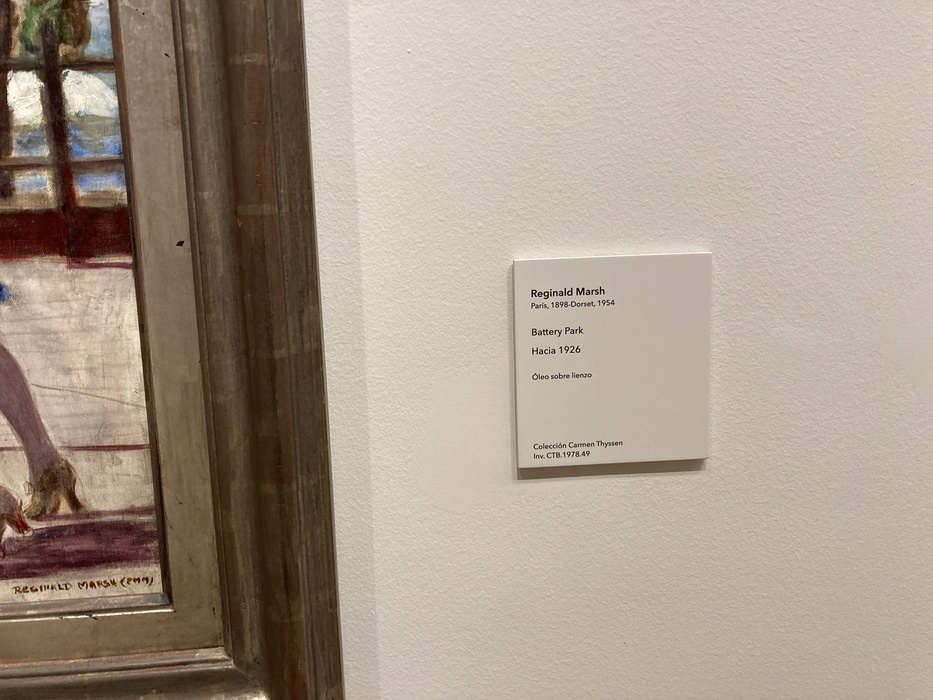 Reginald Marsh
París, 1898-Dorset, 1954
Battery Park
Hacia 1926
Óleo sobre lienzo
Colección Carmen Thyssen
Inv. CTB.1978.49
REGINALD MARSH